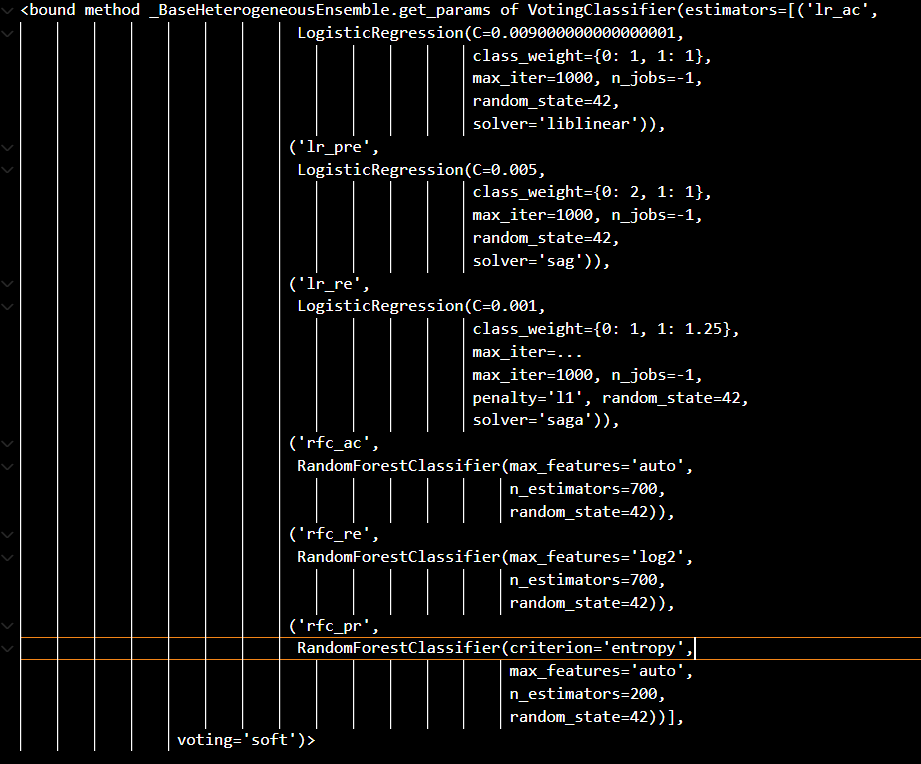 <bound method _BaseHeterogeneousEnsemble.get_params of VotingClassifier(estimators=[('lr_ac',
LogisticRegression(C=0.009000000000000001,
class_weight={0: 1, 1: 1},
max_iter=1000, n_jobs=-1,
random_state=42,
solver='liblinear')),
('lr_pre',
LogisticRegression(C=0.005,
class_weight={0: 2, 1: 1},
max_iter=1000, n_jobs=-1,
random_state=42,
solver='sag')),
('lr_re',
LogisticRegression(C=0.001,
class_weight={0: 1, 1: 1.25},
max_iter=...
max_iter=1000, n_jobs=-1,
penalty='l1', random_state=42,
solver='saga')),
('rfc_ac',
RandomForestClassifier(max_features='auto',
n_estimators=700,
random_state=42)),
('rfc_re',
RandomForestClassifier(max_features='log2',
n_estimators=700,
random_state=42)),
('rfc_pr',
RandomForestClassifier(criterion='entropy',
max_features='auto',
n_estimators=200,
random_state=42))],
voting='soft')>